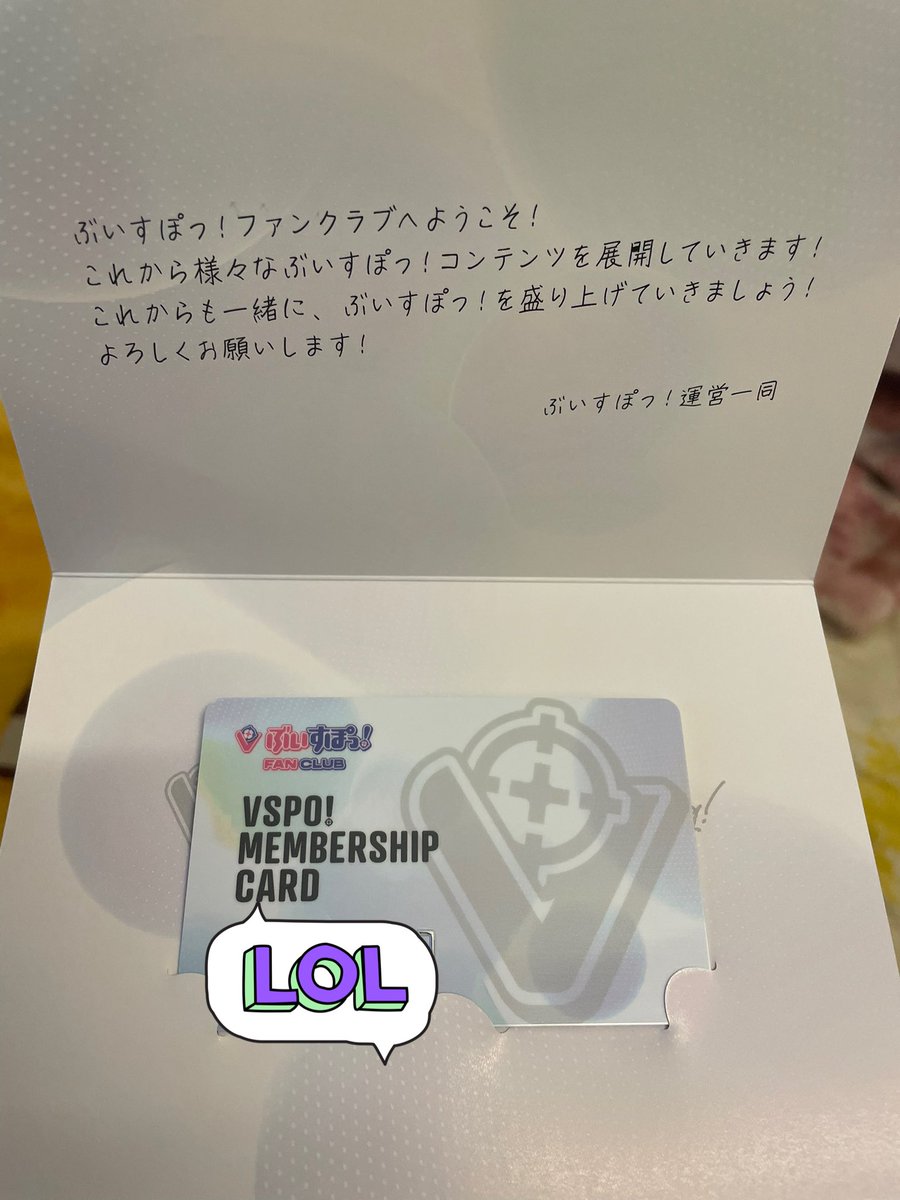 ぶいすぽっ!ファンクラブへようこそ!
これから様々なぶいすぽっ!コンテンツを展開していきます!
これからも一緒に、ぶいすぽっ!を盛り上げていきましょう!
よろしくお願いします!
ぶいすぽっ!運営一同
ぶいすぽっ!
FAN CLUB
VSPO!
MEMBERSHIP
CARD
LOL